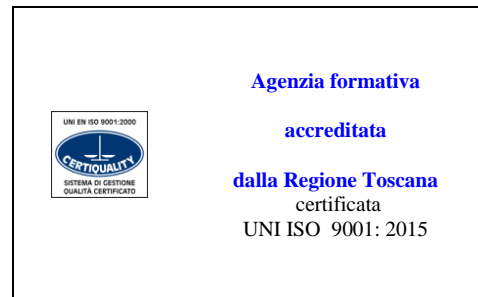 UNI EN ISO 9001:2000
CERTIQUALITY
SISTEMA DI GESTIONE
QUALITÀ CERTIFICATO
Agenzia formativa
accreditata
dalla Regione Toscana
certificata
UNI ISO 9001: 2015